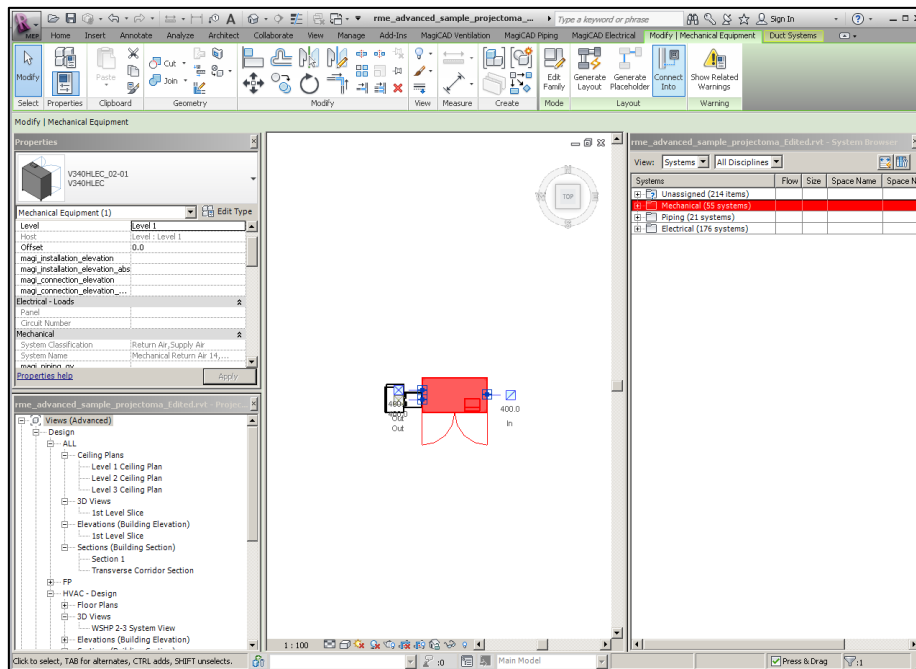 MEP
rme_advanced_sample_projectoma_...
Type a keyword or phrase
Sign In
Home Insert Annotate Analyze Architect Collaborate View Manage Add-Ins MagiCAD Ventilation MagiCAD Piping MagiCAD Electrical Modify | Mechanical Equipment Duct Systems
Modify
Paste
Cut
Join
Edit Family
Generate Layout
Generate Placeholder
Connect Into
Show Related Warnings
Select Properties Clipboard Geometry Modify View Measure Create Mode Layout Warning
Modify | Mechanical Equipment
Properties
V340HLEC_02-01
V340HLEC
Mechanical Equipment (1)
Edit Type
Level Level 1
Host Level : Level 1
Offset 0.0
magi_installation_elevation
magi_installation_elevation_abs
magi_connection_elevation
magi_connection_elevation_...
Electrical - Loads
Panel
Circuit Number
Mechanical
System Classification Return Air,Supply Air
System Name Mechanical Return Air 14,...
magi_piping_qv
Properties help
Apply
rme_advanced_sample_projectoma_Edited.rvt - Projec...
Views (Advanced)
Design
ALL
Ceiling Plans
Level 1 Ceiling Plan
Level 2 Ceiling Plan
Level 3 Ceiling Plan
3D Views
1st Level Slice
Elevations (Building Elevation)
1st Level Slice
Sections (Building Section)
Section 1
Transverse Corridor Section
FP
HVAC - Design
Floor Plans
3D Views
WSHP 2-3 System View
Elevations (Building Elevation)
TOP
Out
Out
400.0
In
1 : 100
rme_advanced_sample_projectoma_Edited.rvt - System Browser
View: Systems All Disciplines
Systems Flow Size Space Name Space N
Unassigned (214 items)
Mechanical (55 systems)
Piping (21 systems)
Electrical (176 systems)
Click to select, TAB for alternates, CTRL adds, SHIFT unselects.
:0
Main Model
Press & Drag
:1